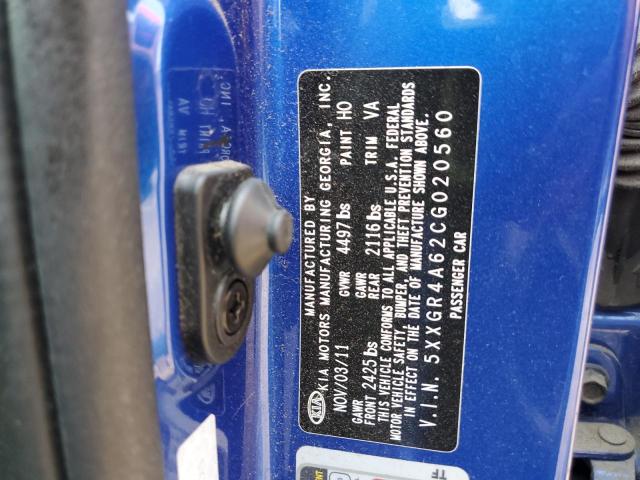 MANUFACTURED BY
KIA KIA MOTORS MANUFACTURING GEORGIA, INC.
NOV/03/11 GVWR 4497lbs PAINT HO
GAWR FRONT 2425lbs GAWR REAR 2116lbs TRIM VA
THIS VEHICLE CONFORMS TO ALL APPLICABLE U.S.A. FEDERAL
MOTOR VEHICLE SAFETY, BUMPER, AND THEFT PREVENTION STANDARDS
IN EFFECT ON THE DATE OF MANUFACTURE SHOWN ABOVE.
V.I.N. 5XXGR4A62CG020560
PASSENGER CAR